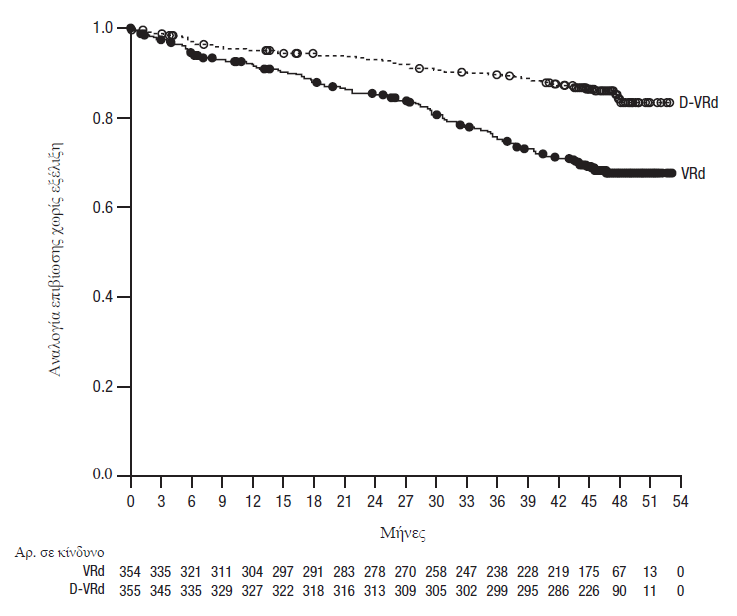 Αναλογία επιβίωσης χωρίς εξέλιξη
1.0
0.8
0.6
0.4
0.2
0.0
D-VRd
VRd
0 3 6 9 12 15 18 21 24 27 30 33 36 39 42 45 48 51 54
Μήνες
Αρ. σε κίνδυνο
VRd 354 335 321 311 304 297 291 283 278 270 258 247 238 228 219 175 67 13 0
D-VRd 355 345 335 329 327 322 318 316 313 309 305 302 299 295 286 226 90 11 0